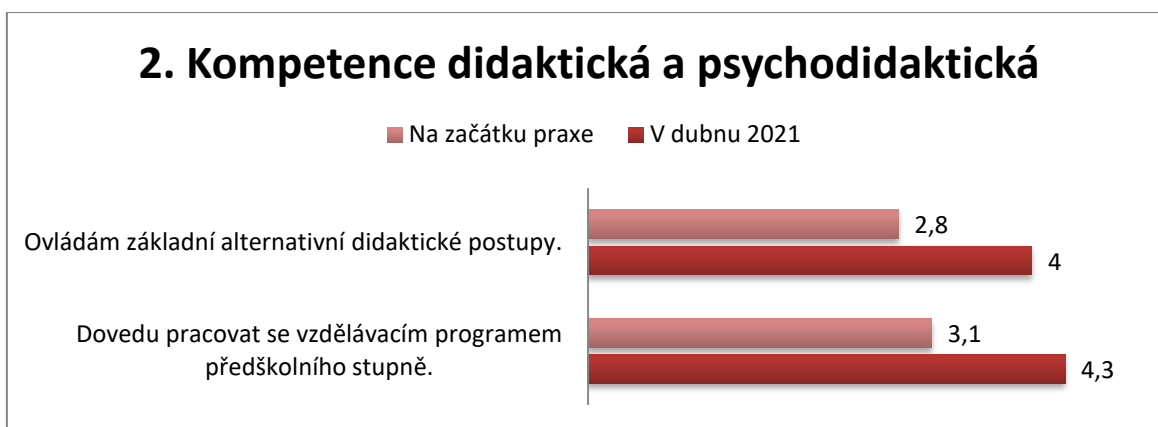 2. Kompetence didaktická a psychodidaktická
Na začátku praxe V dubnu 2021
Ovládám základní alternativní didaktické postupy.
2,8
4
Dovedu pracovat se vzdělávacím programem
předškolního stupně.
3,1
4,3